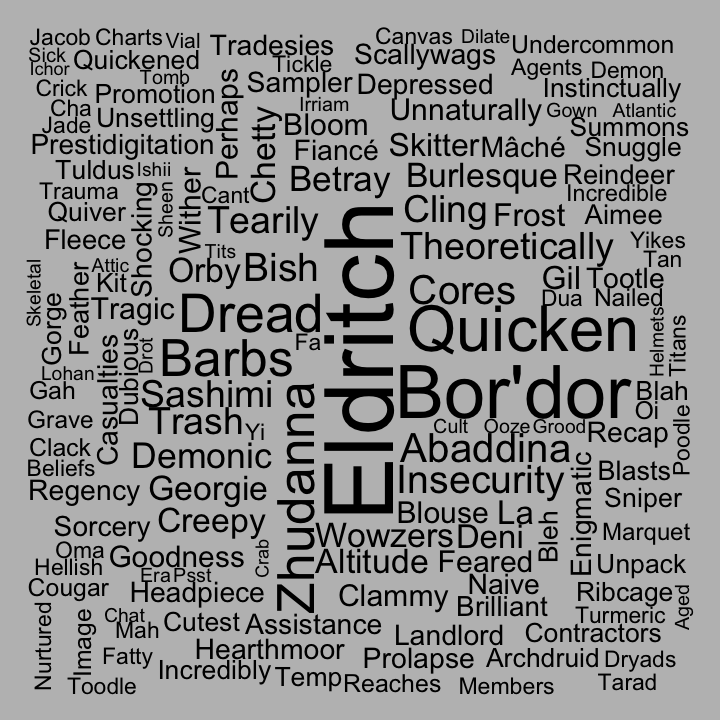 Jacob Charts Vial Tradesies Canvas Dilate Undercommon
Sick Quickened Tickle Scallywags Agents Demon
Ichor Tomb Sampler Depressed Instinctually
Crick Promotion Perhaps Chetty Irriam Unnaturally Gown Atlantic
Cha Unsettling Bloom Summons
Jade Prestidigitation Fiancé Skitter Mâché Snuggle
Tuldus Ishii Betray Burlesque Reindeer
Trauma Shocking Sheen Wither Cant Cling Frost Incredible
Quiver Tearily Aimee
Fleece Tits Eldritch Theoretically Yikes
Attic Orby Bish Gil Tootle Tan
Skeletal Feather Kit Cores Dua Nailed
Gorge Tragic Dread Quicken Helmets Titans
Casualties Dubious Drot Barbs Fa
Lohan Sashimi Bor'dor Blah
Gah Trash Oi
Grave Yi Cult Ooze Grood Recap Poodle
Clack Demonic Zhudanna Abaddina
Beliefs Insecurity Enigmatic Blasts
Regency Georgie Sniper
Sorcery Creepy Blouse La
Oma Goodness Crab Wowzers Deni Bleh Marquet
Hellish Altitude Feared Unpack
Cougar Era Psst Headpiece Clammy Naive Ribcage
Nurtured Image Chat Cutest Assistance Brilliant Turmeric Aged
Mah Landlord Contractors
Fatty Hearthmoor Prolapse Archdruid Dryads
Toodle Incredibly Temp Reaches Members Tarad